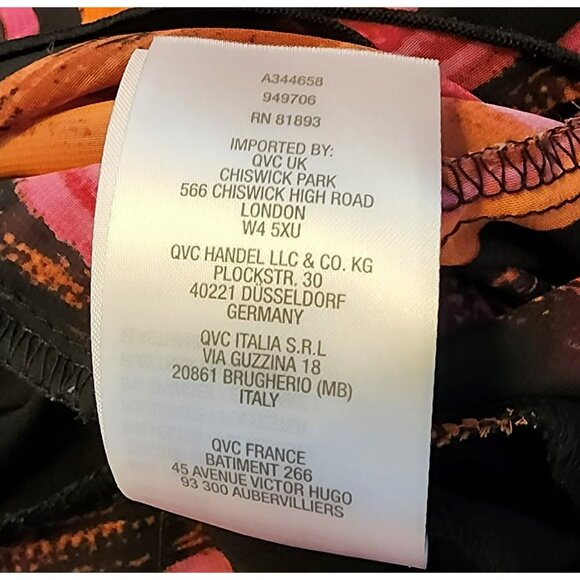 A344658
949706
RN 81893
IMPORTED BY:
QVC UK
CHISWICK PARK
566 CHISWICK HIGH ROAD
LONDON
W4 5XU
QVC HANDEL LLC & CO. KG
PLOCKSTR. 30
40221 DÜSSELDORF
GERMANY
QVC ITALIA S.R.L
VIA GUZZINA 18
20861 BRUGHERIO (MB)
ITALY
QVC FRANCE
BATIMENT 266
45 AVENUE VICTOR HUGO
93 300 AUBERVILLIERS